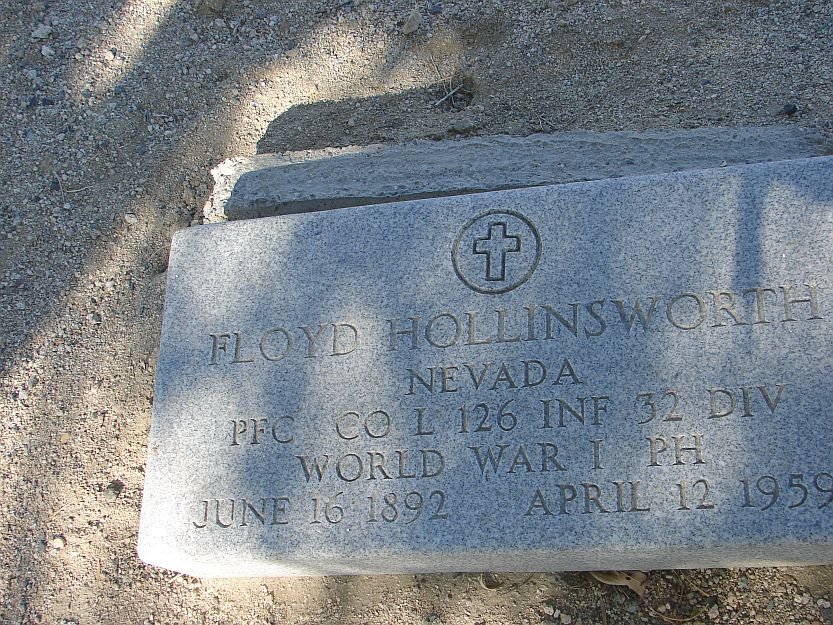 FLOYD HOLLINSWORTH
NEVADA
PFC CO L 126 INF 32 DIV
WORLD WAR I PH
JUNE 16 1892 APRIL 12 1959